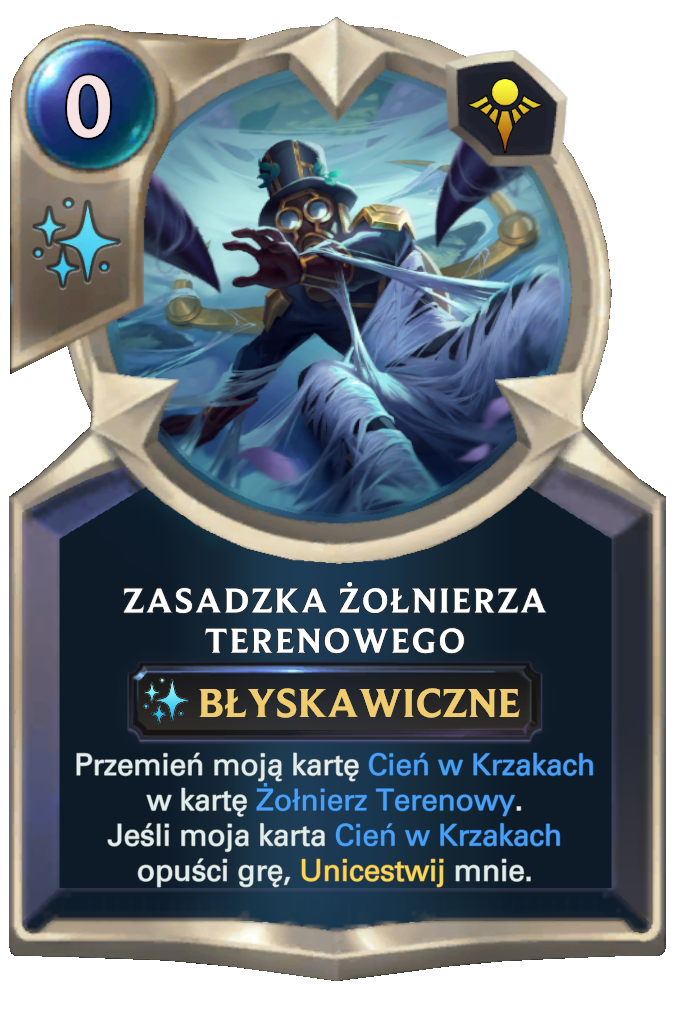 0
ZASADZKA ŻOŁNIERZA
TERENOWEGO
BŁYSKAWICZNE
Przemień moją kartę Cień w Krzakach
w kartę Żołnierz Terenowy.
Jeśli moja karta Cień w Krzakach
opuści grę, Unicestwij mnie.